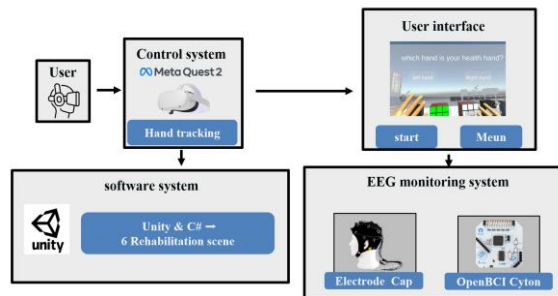 User
Control system
Meta Quest 2
Hand tracking
User interface
which hand is your health hand?
start
Meun
software system
unity
Unity & C# →
6 Rehabilitation scene
EEG monitoring system
Electrode Cap
OpenBCI Cyton